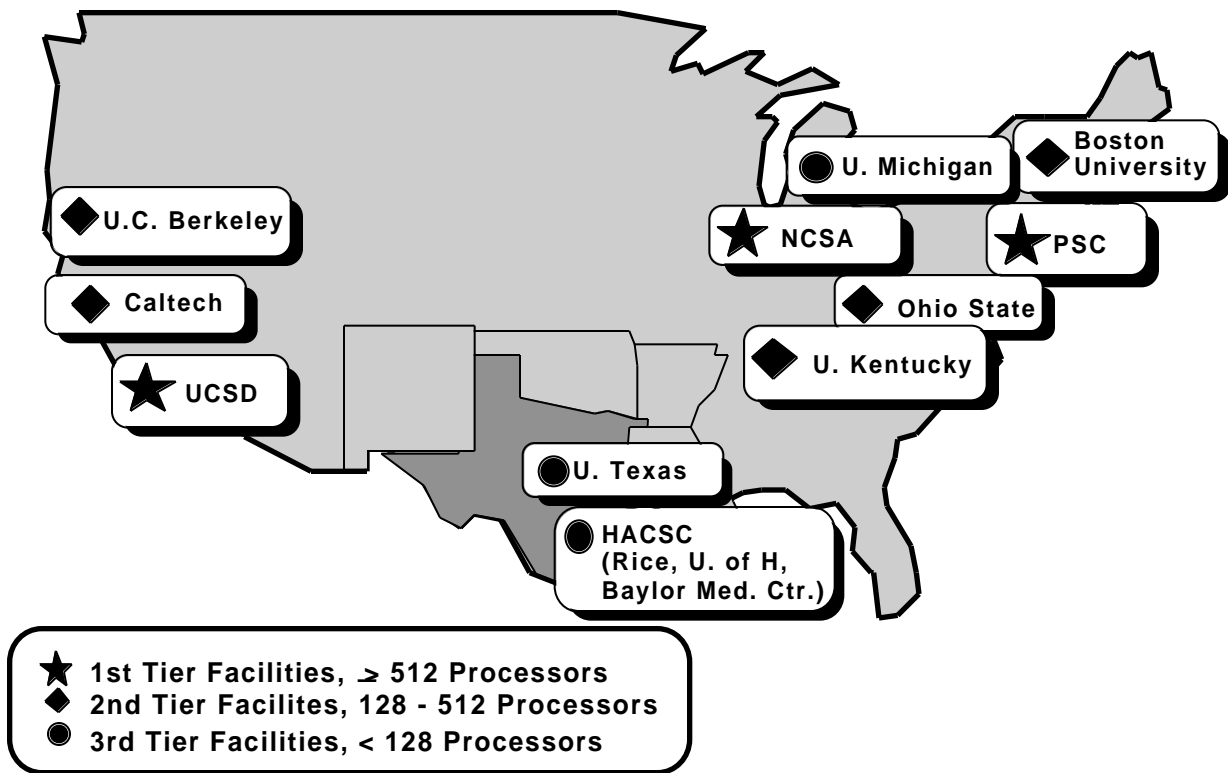 Boston
University
U. Michigan
U.C. Berkeley
NCSA
PSC
Caltech
Ohio State
U. Kentucky
UCSD
U. Texas
HACSC
(Rice, U. of H,
Baylor Med. Ctr.)
1st Tier Facilities, ≥ 512 Processors
2nd Tier Facilites, 128 - 512 Processors
3rd Tier Facilities, < 128 Processors